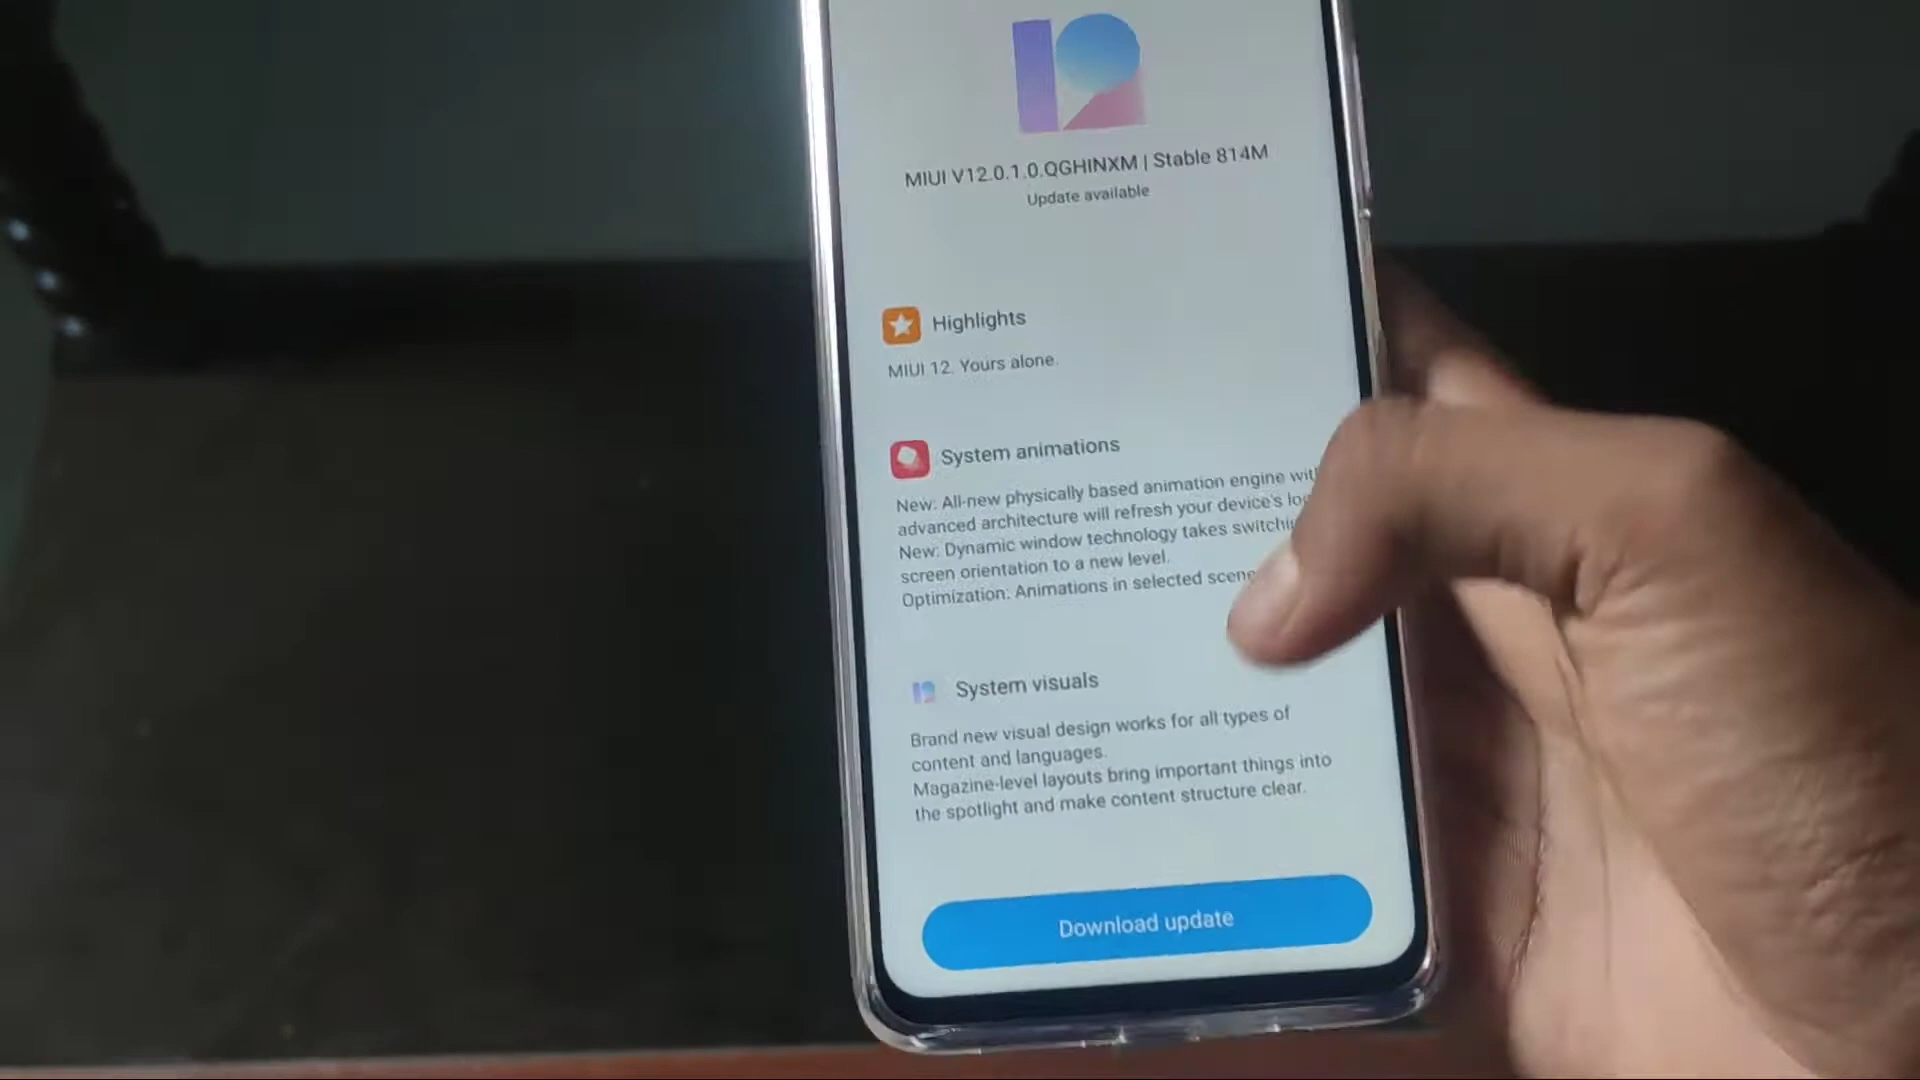 MIUI V12.0.1.0.QGHINXM | Stable 814M
Update available
Highlights
MIUI 12. Yours alone.
System animations
New: All-new physically based animation engine with
advanced architecture will refresh your device's
New: Dynamic window technology takes
screen orientation to a new level.
Optimization: Animations in selected
System visuals
Brand new visual design works for all types of
content and languages.
Magazine-level layouts bring important things into
the spotlight and make content structure clear.
Download update